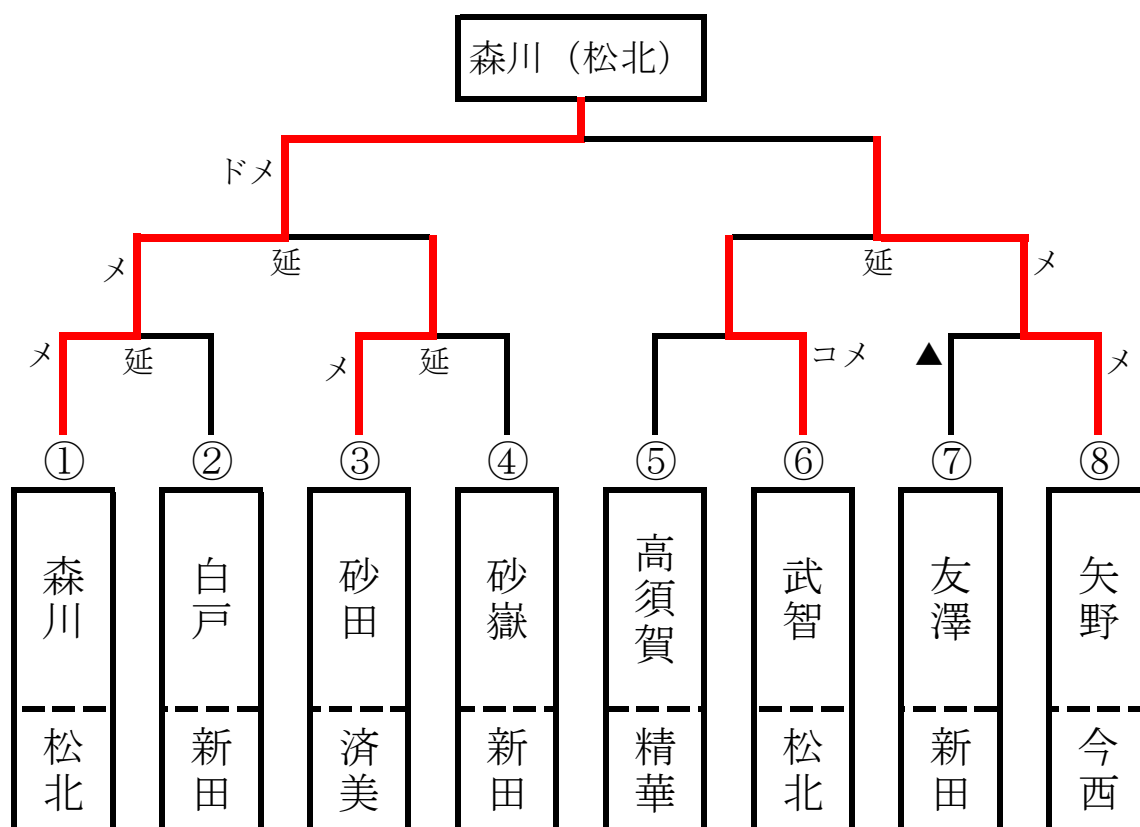 森川（松北）
ドメ
メ
延
延
メ
メ
延
メ
延
コメ
▲
メ
①
②
③
④
⑤
⑥
⑦
⑧
森川
白戸
砂田
砂嶽
高須賀
武智
友澤
矢野
松北
新田
済美
新田
精華
松北
新田
今西